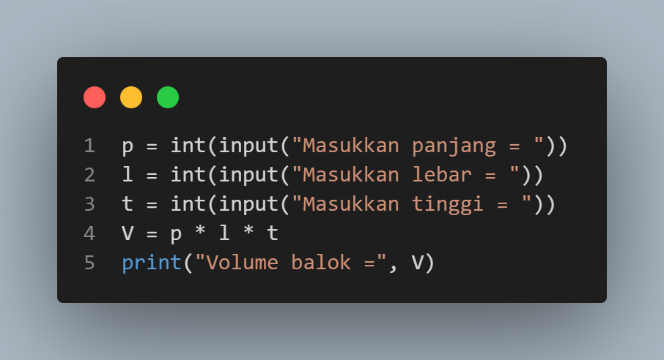 1 p = int(input("Masukkan panjang = "))
2 l = int(input("Masukkan lebar = "))
3 t = int(input("Masukkan tinggi = "))
4 V = p * l * t
5 print("Volume balok =", V)